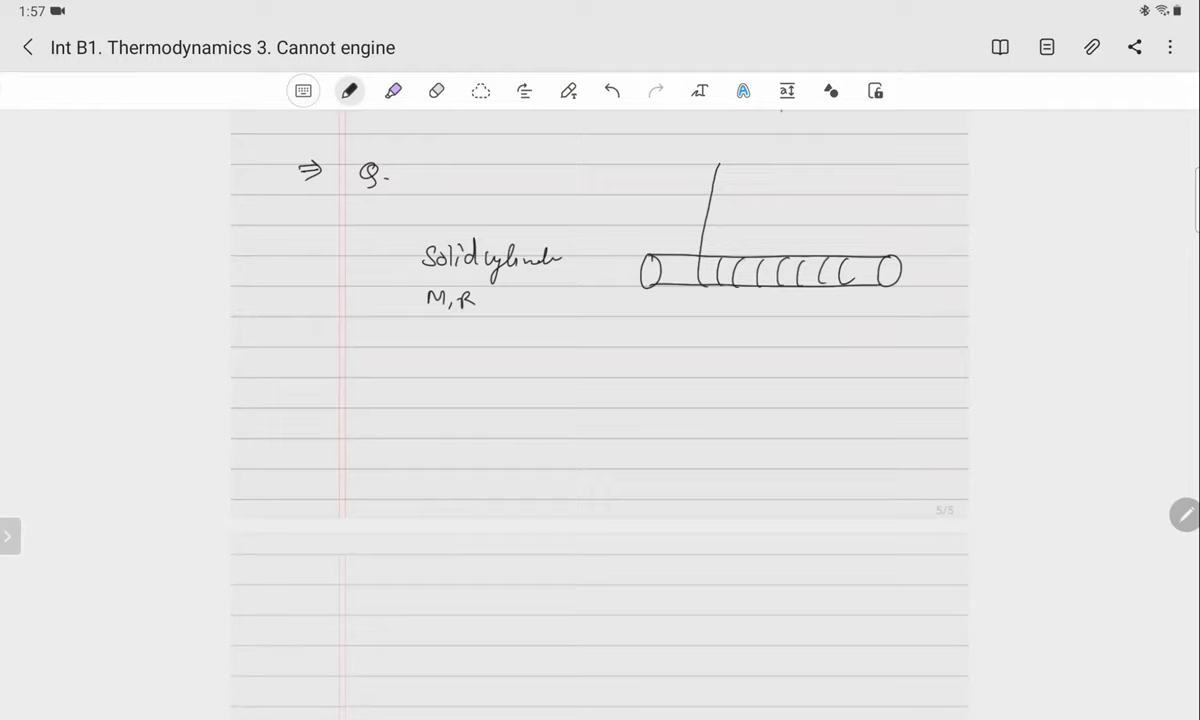 1:57
Int B1. Thermodynamics 3. Cannot engine
⇒ Q.
Solid cylinder
M, R
5/5